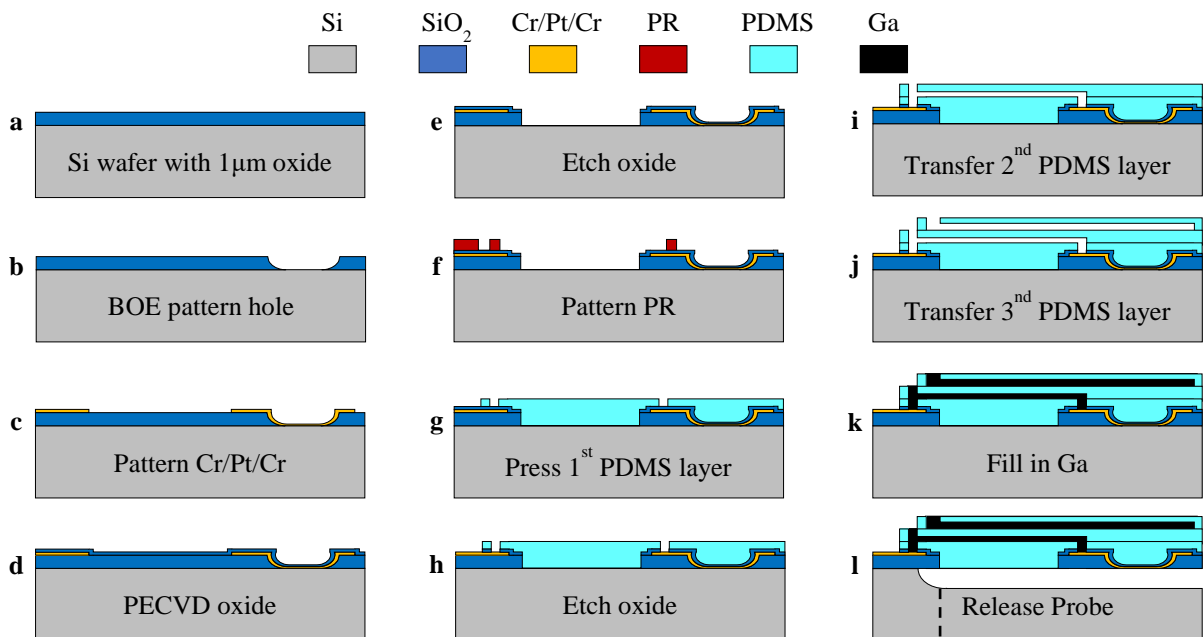 Si SiO2 Cr/Pt/Cr PR PDMS Ga
a
Si wafer with 1μm oxide
b
BOE pattern hole
c
Pattern Cr/Pt/Cr
d
PECVD oxide
e
Etch oxide
f
Pattern PR
g
Press 1st PDMS layer
h
Etch oxide
i
Transfer 2nd PDMS layer
j
Transfer 3nd PDMS layer
k
Fill in Ga
l
Release Probe